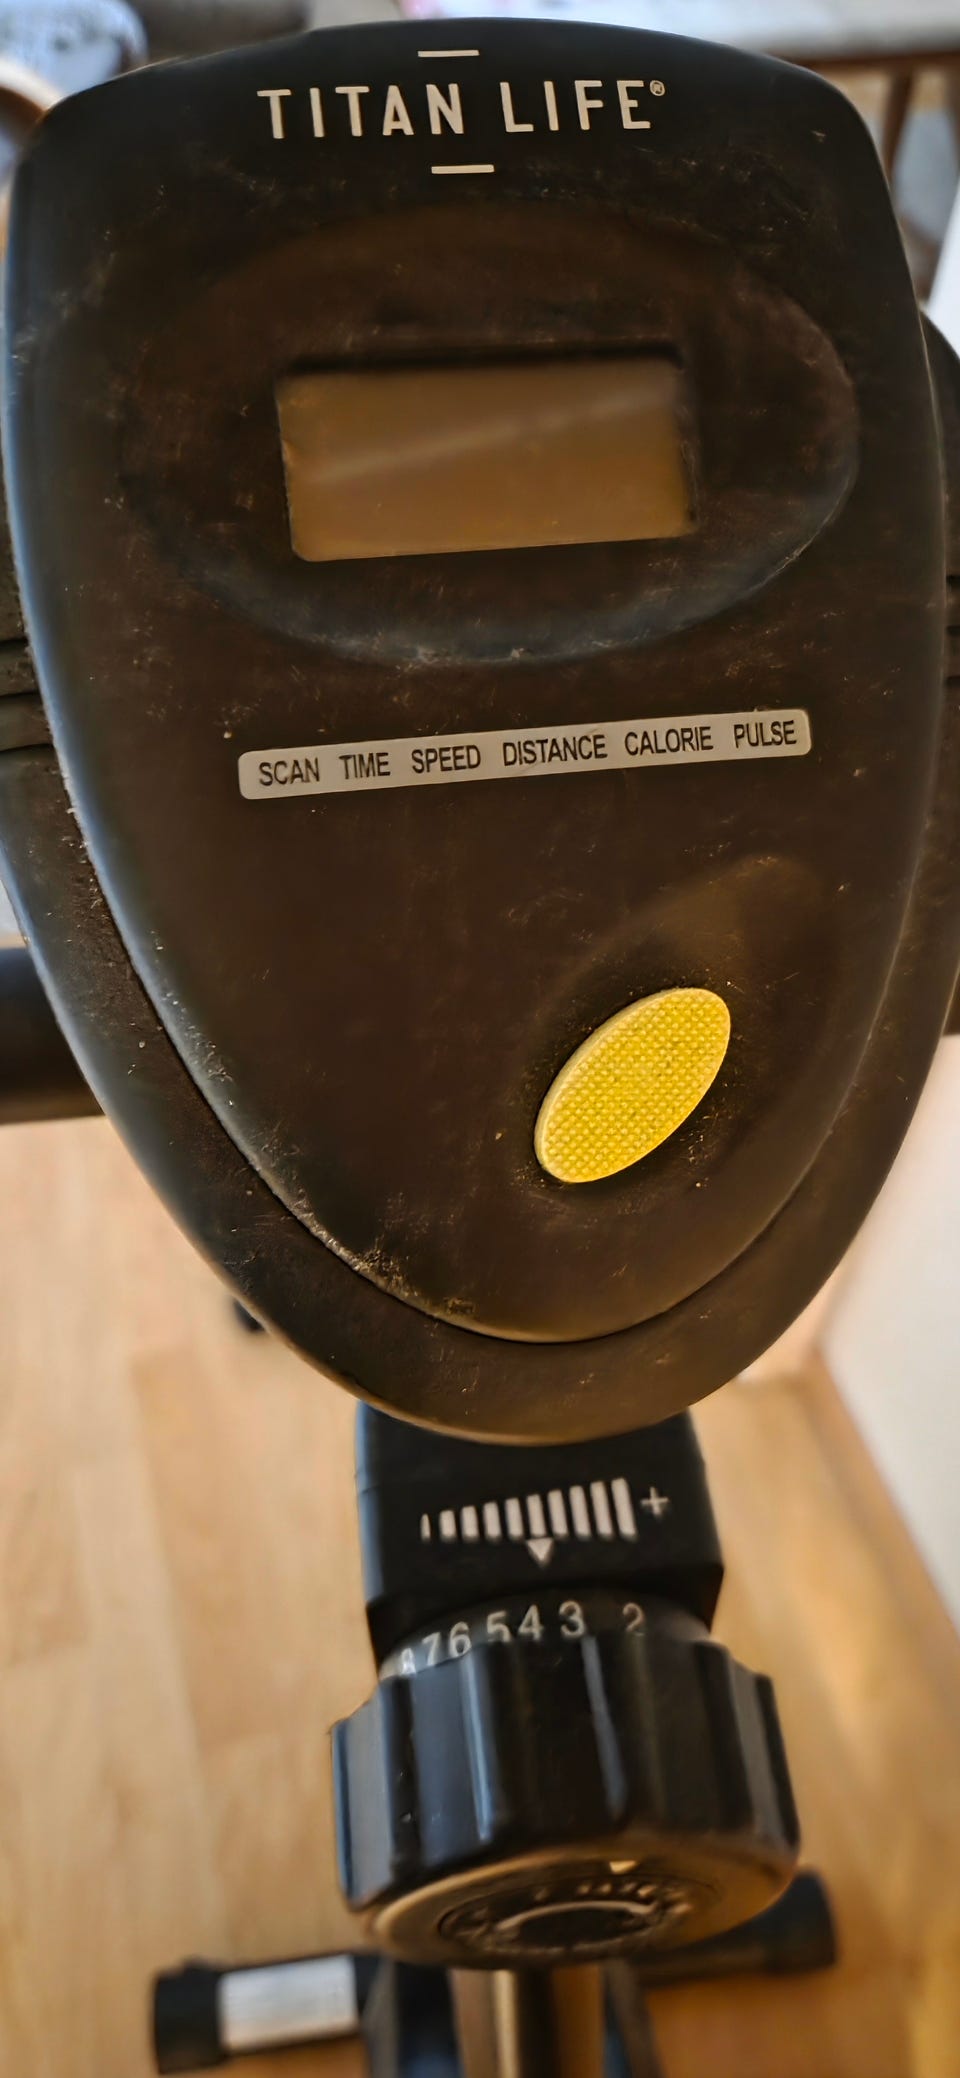 TITAN LIFE®
SCAN TIME SPEED DISTANCE CALORIE PULSE
+
8 7 6 5 4 3 2